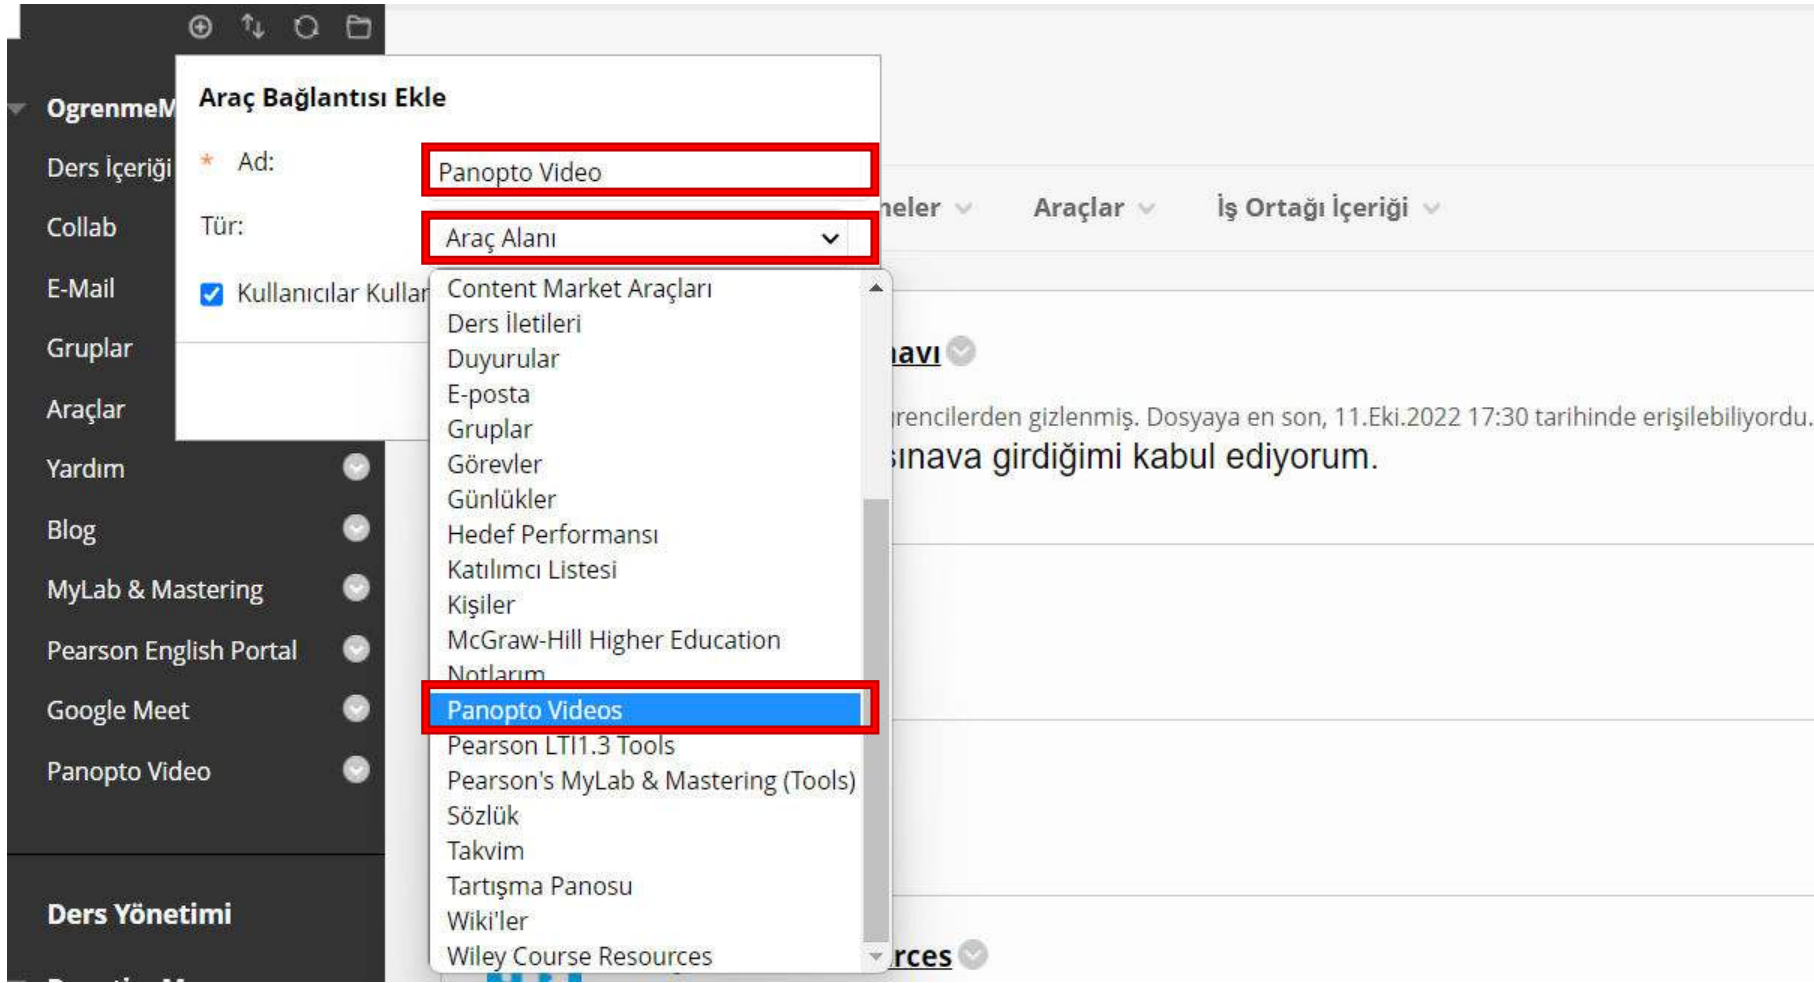 OgrenmeM
Ders İçeriği
Collab
E-Mail
Gruplar
Araçlar
Yardım
Blog
MyLab & Mastering
Pearson English Portal
Google Meet
Panopto Video
Ders Yönetimi
Araç Bağlantısı Ekle
* Ad:
Panopto Video
Tür:
Araç Alanı
Kullanıcılar Kullan
Content Market Araçları
Ders İletileri
Duyurular
E-posta
Gruplar
Görevler
Günlükler
Hedef Performansı
Katılımcı Listesi
Kişiler
McGraw-Hill Higher Education
Notlarım
Panopto Videos
Pearson LTI1.3 Tools
Pearson's MyLab & Mastering (Tools)
Sözlük
Takvim
Tartışma Panosu
Wiki'ler
Wiley Course Resources
neler Araçlar İş Ortağı İçeriği
navı
ğrencilerden gizlenmiş. Dosyaya en son, 11.Eki.2022 17:30 tarihinde erişilebiliyordu.
sınava girdiğimi kabul ediyorum.
rces